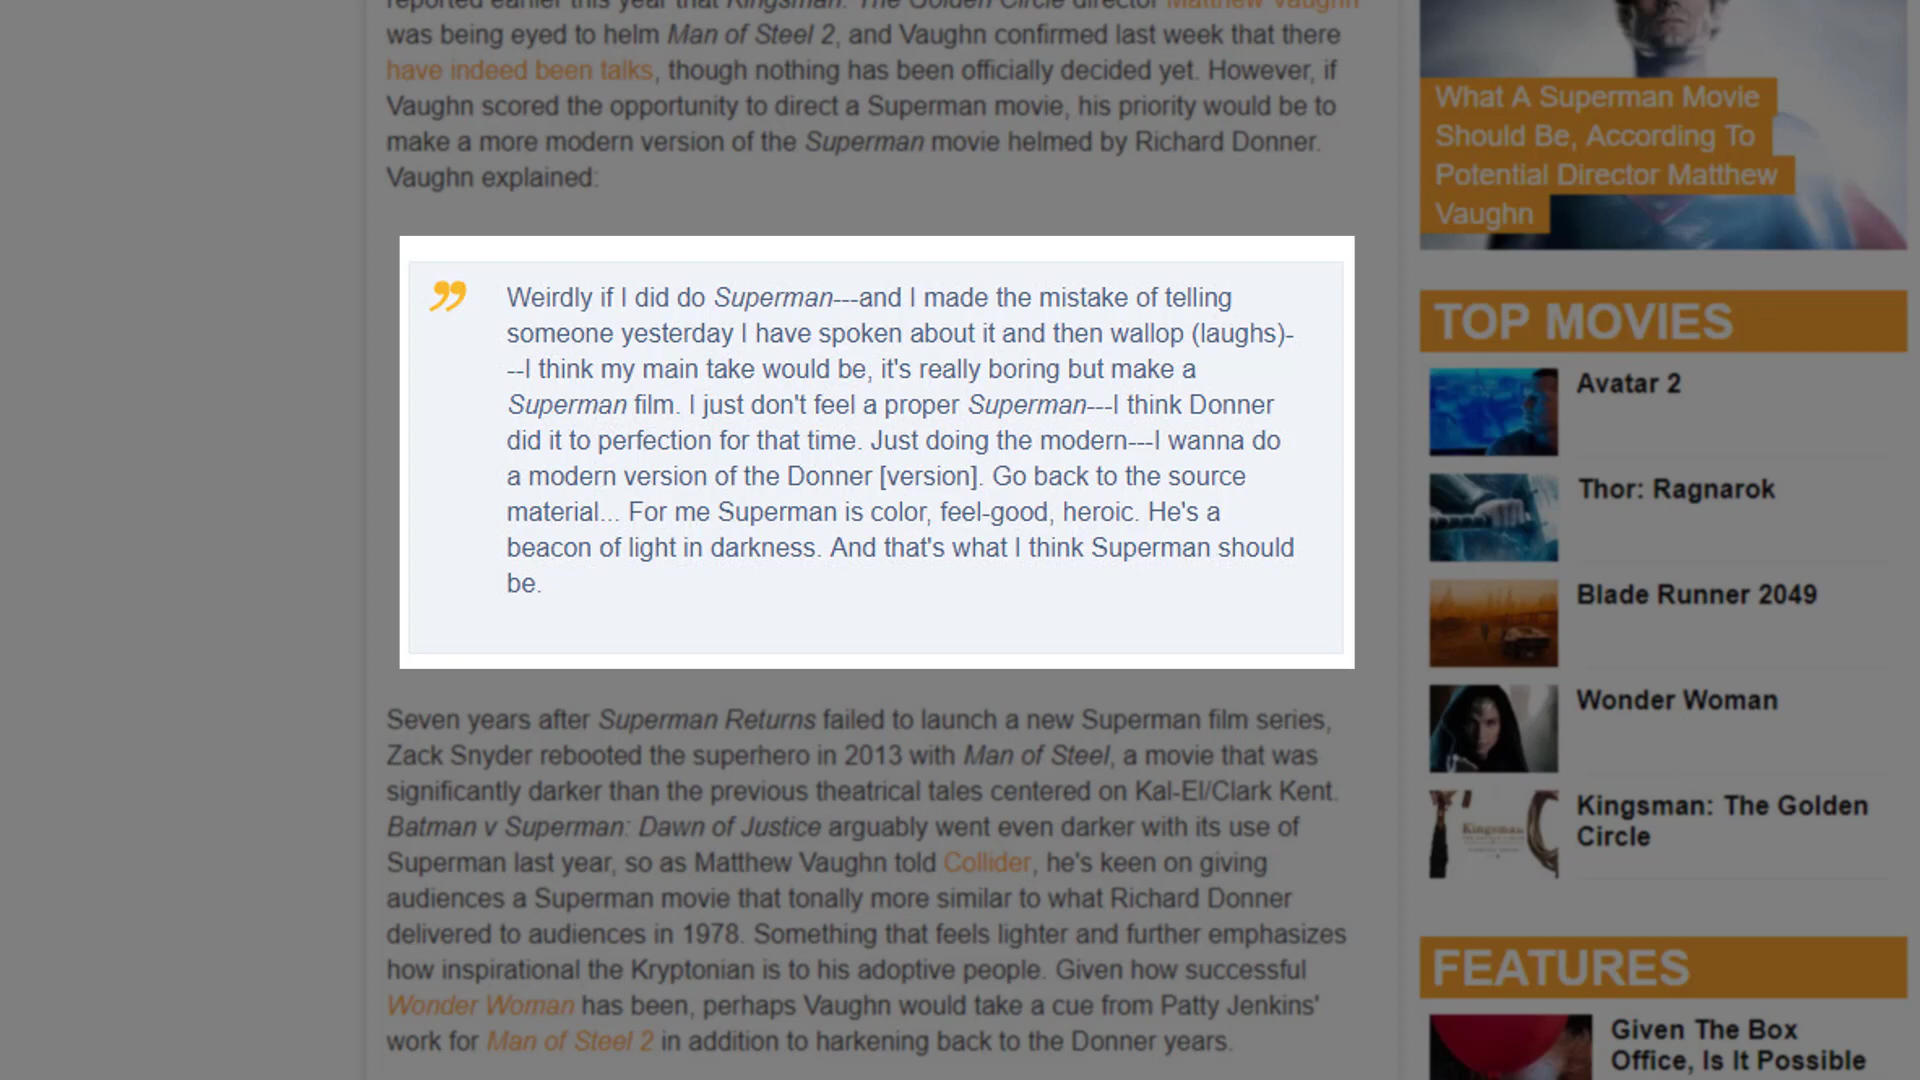 reported earlier this year that Kingsman: The Golden Circle director Matthew Vaughn
was being eyed to helm Man of Steel 2, and Vaughn confirmed last week that there
have indeed been talks, though nothing has been officially decided yet. However, if
Vaughn scored the opportunity to direct a Superman movie, his priority would be to
make a more modern version of the Superman movie helmed by Richard Donner.
Vaughn explained:
Weirdly if I did do Superman---and I made the mistake of telling
someone yesterday I have spoken about it and then wallop (laughs)-
--I think my main take would be, it's really boring but make a
Superman film. I just don't feel a proper Superman---I think Donner
did it to perfection for that time. Just doing the modern---I wanna do
a modern version of the Donner [version]. Go back to the source
material... For me Superman is color, feel-good, heroic. He's a
beacon of light in darkness. And that's what I think Superman should
be.
Seven years after Superman Returns failed to launch a new Superman film series,
Zack Snyder rebooted the superhero in 2013 with Man of Steel, a movie that was
significantly darker than the previous theatrical tales centered on Kal-El/Clark Kent.
Batman v Superman: Dawn of Justice arguably went even darker with its use of
Superman last year, so as Matthew Vaughn told Collider, he's keen on giving
audiences a Superman movie that tonally more similar to what Richard Donner
delivered to audiences in 1978. Something that feels lighter and further emphasizes
how inspirational the Kryptonian is to his adoptive people. Given how successful
Wonder Woman has been, perhaps Vaughn would take a cue from Patty Jenkins'
work for Man of Steel 2 in addition to harkening back to the Donner years.
What A Superman Movie
Should Be, According To
Potential Director Matthew
Vaughn
TOP MOVIES
Avatar 2
Thor: Ragnarok
Blade Runner 2049
Wonder Woman
Kingsman
Kingsman: The Golden
Circle
FEATURES
Given The Box
Office, Is It Possible